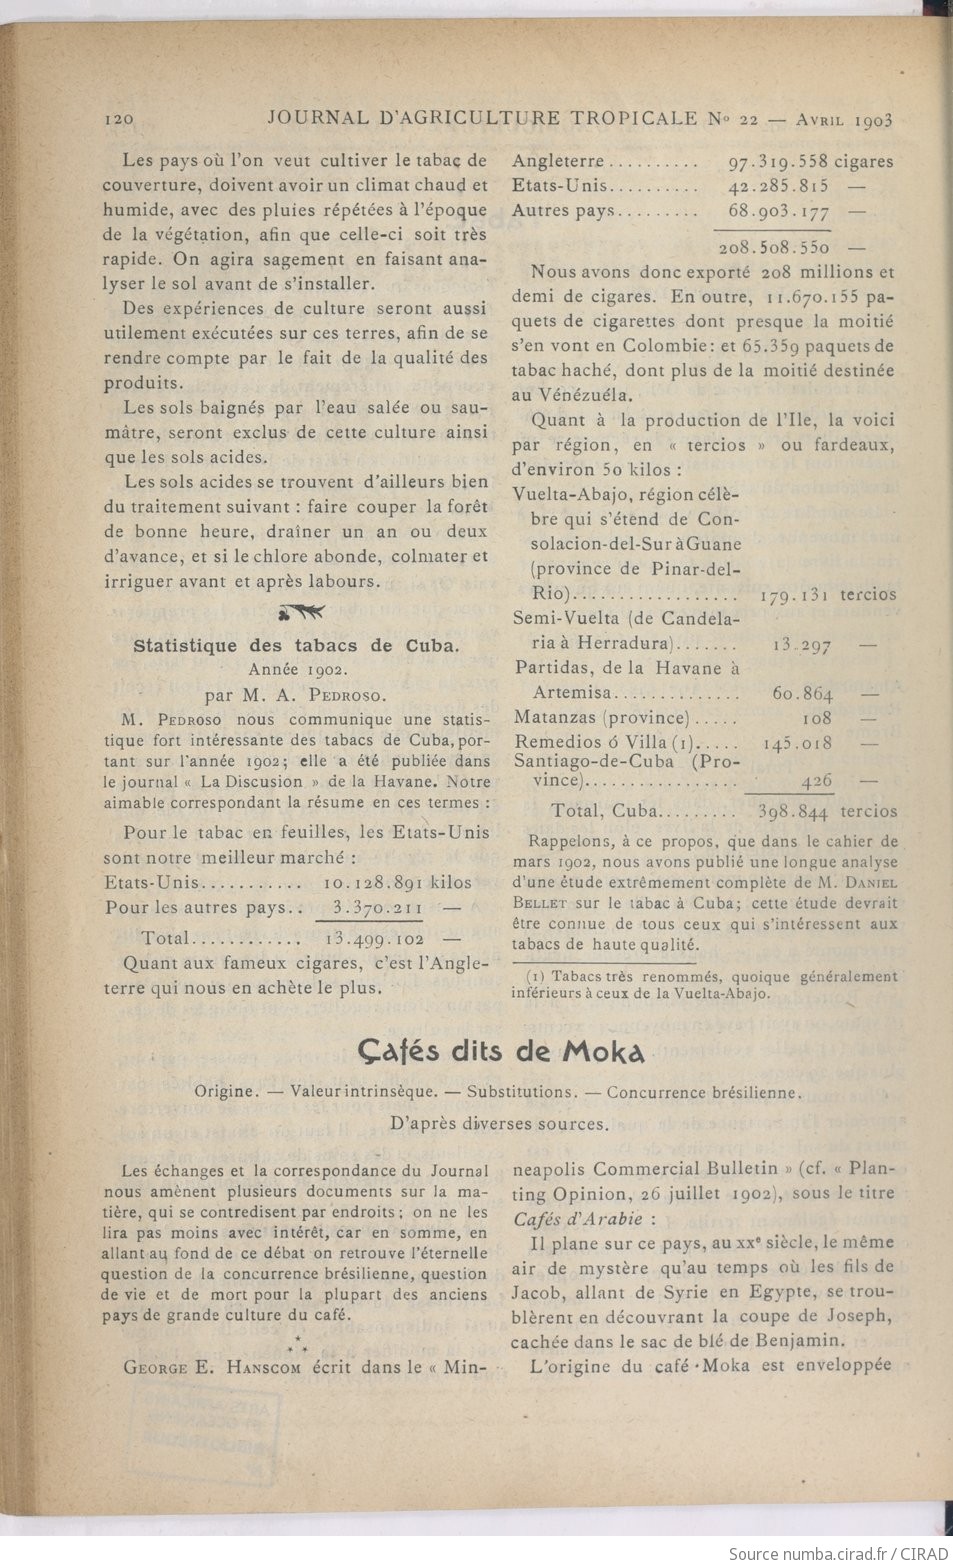 120 JOURNAL D'AGRICULTURE TROPICALE No 22 — AVRIL 1903
Les pays où l'on veut cultiver le tabac de
couverture, doivent avoir un climat chaud et
humide, avec des pluies répétées à l'époque
de la végétation, afin que celle-ci soit très
rapide. On agira sagement en faisant ana-
lyser le sol avant de s'installer.
Des expériences de culture seront aussi
utilement exécutées sur ces terres, afin de se
rendre compte par le fait de la qualité des
produits.
Les sols baignés par l'eau salée ou sau-
mâtre, seront exclus de cette culture ainsi
que les sols acides.
Les sols acides se trouvent d'ailleurs bien
du traitement suivant : faire couper la forêt
de bonne heure, draîner un an ou deux
d'avance, et si le chlore abonde, colmater et
irriguer avant et après labours.
Statistique des tabacs de Cuba.
Année 1902.
par M. A. PEDROSO.
M. PEDROSO nous communique une statis-
tique fort intéressante des tabacs de Cuba, por-
tant sur l'année 1902; elle a été publiée dans
le journal « La Discusion » de la Havane. Notre
aimable correspondant la résume en ces termes :
Pour le tabac en feuilles, les Etats-Unis
sont notre meilleur marché :
Etats-Unis........... 10.128.891 kilos
Pour les autres pays.. 3.370.211 —
Total............ 13.499.102 —
Quant aux fameux cigares, c'est l'Angle-
terre qui nous en achète le plus.
Angleterre.......... 97.319.558 cigares
Etats-Unis.......... 42.285.815 —
Autres pays......... 68.903.177 —
208.508.550 —
Nous avons donc exporté 208 millions et
demi de cigares. En outre, 11.670.155 pa-
quets de cigarettes dont presque la moitié
s'en vont en Colombie: et 65.359 paquets de
tabac haché, dont plus de la moitié destinée
au Vénézuéla.
Quant à la production de l'Ile, la voici
par région, en « tercios » ou fardeaux,
d'environ 50 kilos :
Vuelta-Abajo, région célè-
bre qui s'étend de Con-
solacion-del-Sur à Guane
(province de Pinar-del-
Rio).................. 179.131 tercios
Semi-Vuelta (de Candela-
ria à Herradura)....... 13.297 —
Partidas, de la Havane à
Artemisa.............. 60.864 —
Matanzas (province)..... 108 —
Remedios ó Villa (1)..... 145.018 —
Santiago-de-Cuba (Pro-
vince)................. 426 —
Total, Cuba......... 398.844 tercios
Rappelons, à ce propos, que dans le cahier de
mars 1902, nous avons publié une longue analyse
d'une étude extrêmement complète de M. DANIEL
BELLET sur le tabac à Cuba; cette étude devrait
être connue de tous ceux qui s'intéressent aux
tabacs de haute qualité.
(1) Tabacs très renommés, quoique généralement
inférieurs à ceux de la Vuelta-Abajo.
Cafés dits de Moka
Origine. — Valeur intrinsèque. — Substitutions. — Concurrence brésilienne.
D'après diverses sources.
Les échanges et la correspondance du Journal
nous amènent plusieurs documents sur la ma-
tière, qui se contredisent par endroits; on ne les
lira pas moins avec intérêt, car en somme, en
allant au fond de ce débat on retrouve l'éternelle
question de la concurrence brésilienne, question
de vie et de mort pour la plupart des anciens
pays de grande culture du café.
* * *
GEORGE E. HANSCOM écrit dans le « Min-
neapolis Commercial Bulletin » (cf. « Plan-
ting Opinion, 26 juillet 1902), sous le titre
Cafés d'Arabie :
Il plane sur ce pays, au XXe siècle, le même
air de mystère qu'au temps où les fils de
Jacob, allant de Syrie en Egypte, se trou-
blèrent en découvrant la coupe de Joseph,
cachée dans le sac de blé de Benjamin.
L'origine du café Moka est enveloppée
Source numba.cirad.fr / CIRAD